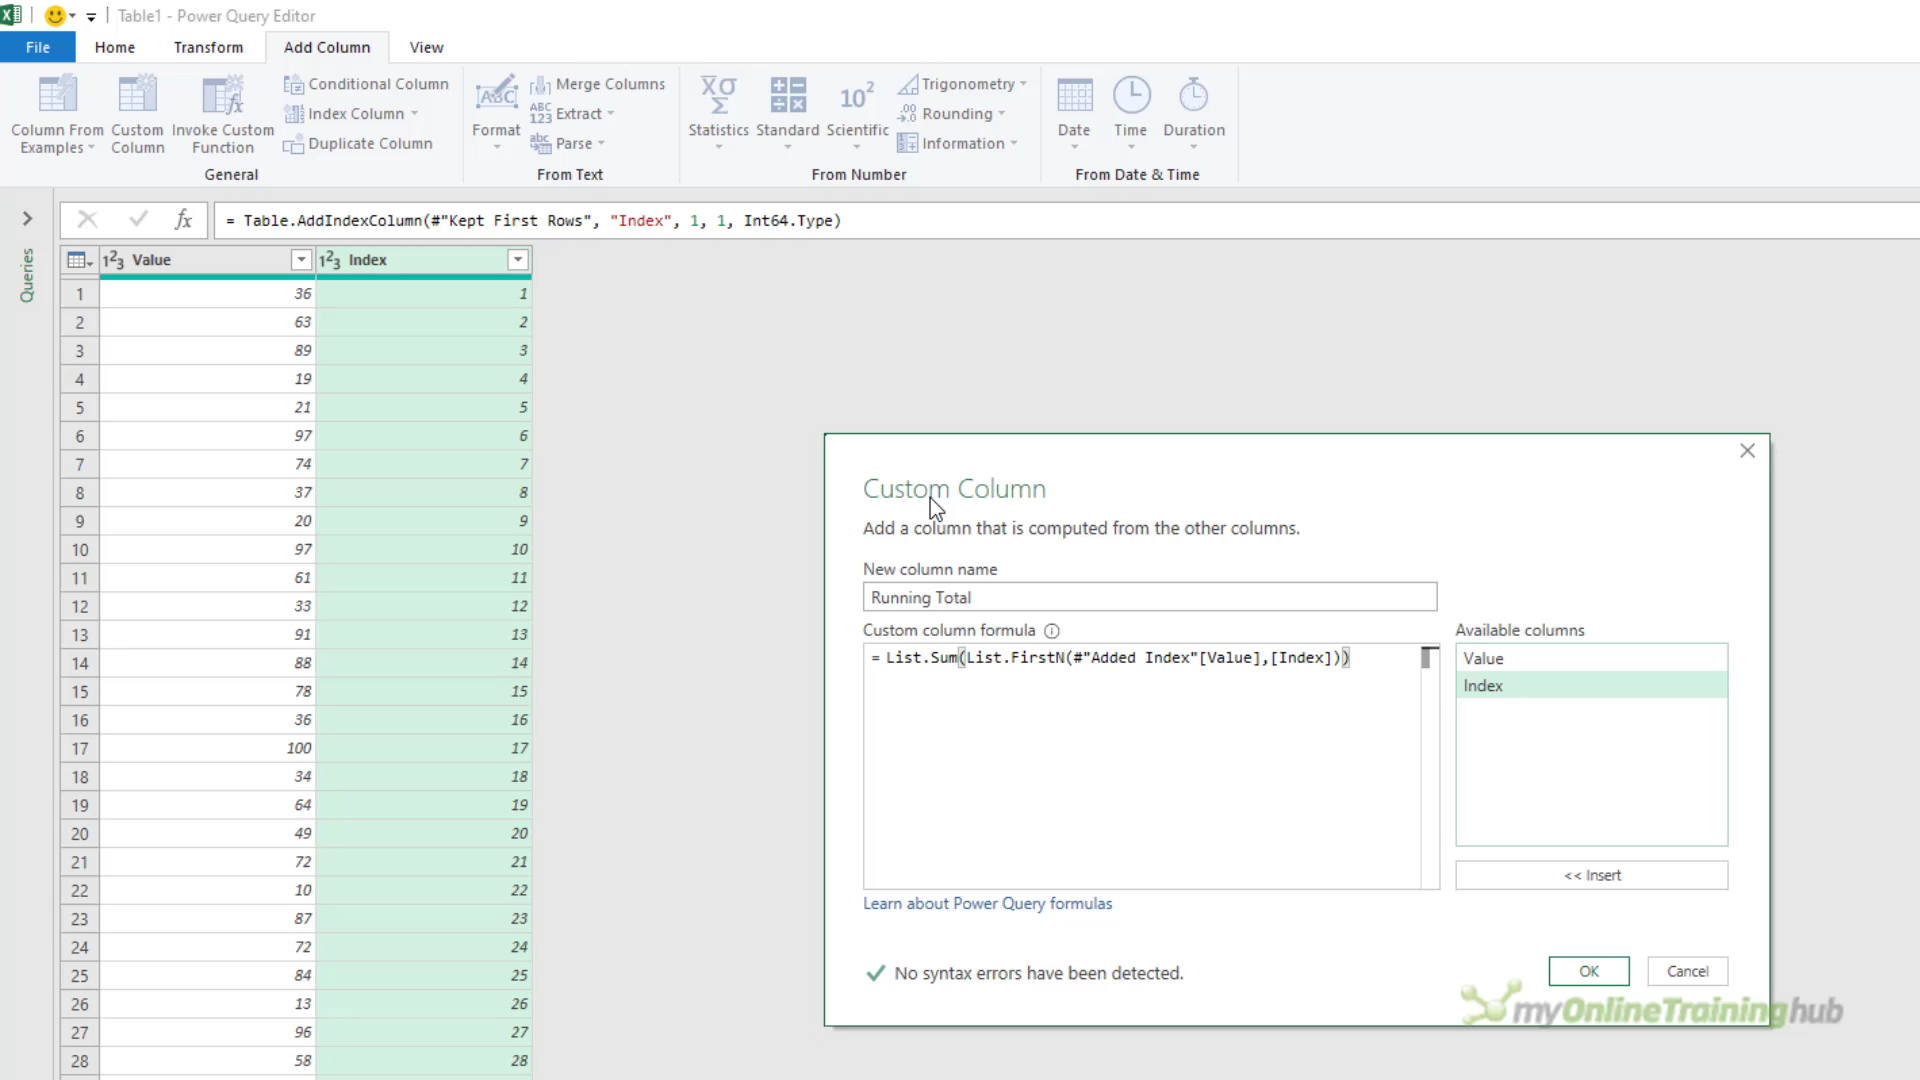 Table1 - Power Query Editor
File Home Transform Add Column View
Column From Examples
Custom Column
Invoke Custom Function
Conditional Column
Index Column
Duplicate Column
General
Format
Merge Columns
Extract
Parse
From Text
Statistics
Standard
Scientific
Trigonometry
Rounding
Information
From Number
Date
Time
Duration
From Date & Time
= Table.AddIndexColumn(#"Kept First Rows", "Index", 1, 1, Int64.Type)
Queries
Value Index
1 36 1
2 63 2
3 89 3
4 19 4
5 21 5
6 97 6
7 74 7
8 37 8
9 20 9
10 97 10
11 61 11
12 33 12
13 91 13
14 88 14
15 78 15
16 36 16
17 100 17
18 34 18
19 64 19
20 49 20
21 72 21
22 10 22
23 87 23
24 72 24
25 84 25
26 13 26
27 96 27
28 58 28
Custom Column
Add a column that is computed from the other columns.
New column name
Running Total
Custom column formula
= List.Sum(List.FirstN(#"Added Index"[Value],[Index]))
Available columns
Value
Index
<< Insert
Learn about Power Query formulas
No syntax errors have been detected.
OK
Cancel
myOnlineTraininghub